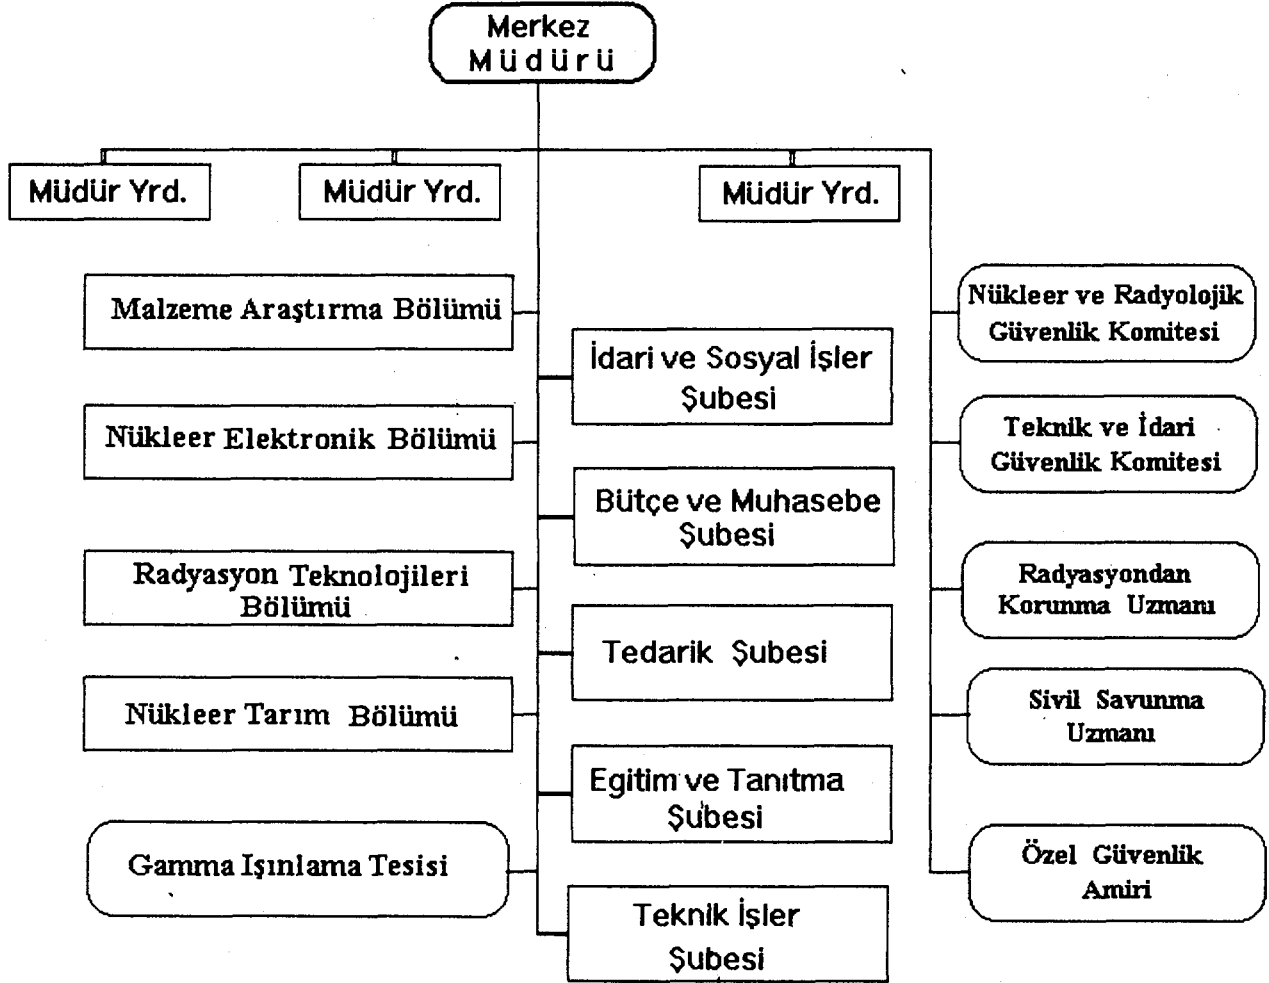 Merkez
Müdürü
Müdür Yrd.
Müdür Yrd.
Müdür Yrd.
Malzeme Araştırma Bölümü
Nükleer Elektronik Bölümü
Radyasyon Teknolojileri
Bölümü
Nükleer Tarım Bölümü
Gamma Işınlama Tesisi
İdari ve Sosyal İşler
Şubesi
Bütçe ve Muhasebe
Şubesi
Tedarik Şubesi
Egitim ve Tanıtma
Şubesi
Teknik İşler
Şubesi
Nükleer ve Radyolojik
Güvenlik Komitesi
Teknik ve İdari
Güvenlik Komitesi
Radyasyondan
Korunma Uzmanı
Sivil Savunma
Uzmanı
Özel Güvenlik
Amiri